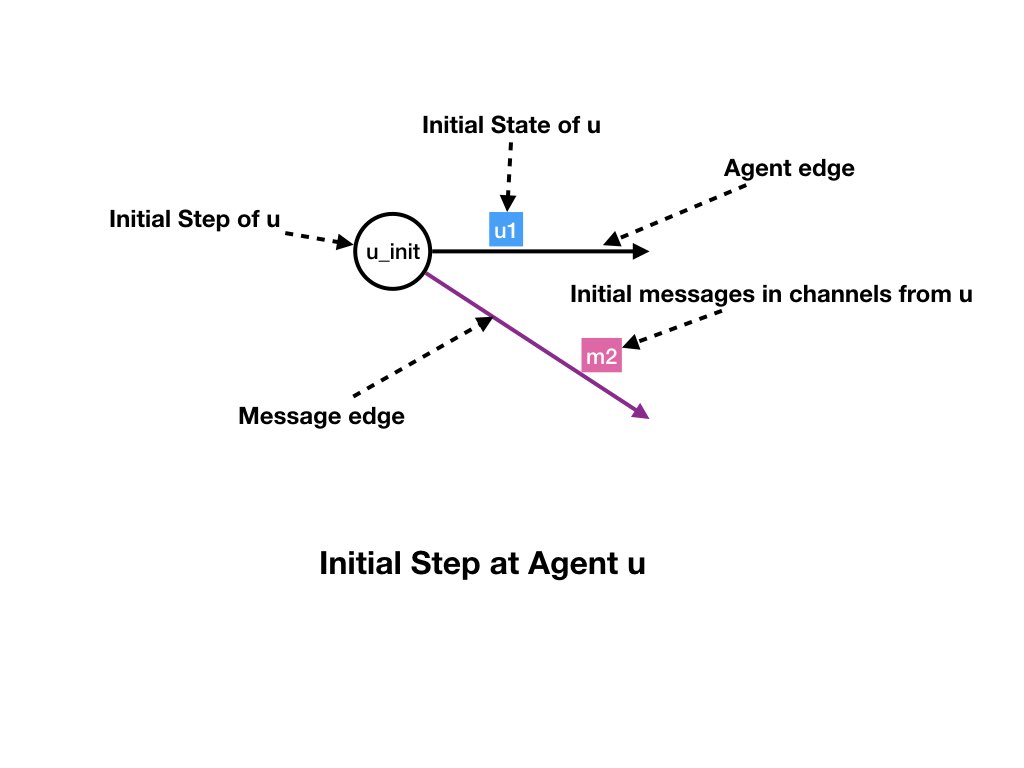 Initial State of u
Agent edge
Initial Step of u
u1
u_init
Initial messages in channels from u
m2
Message edge
Initial Step at Agent u